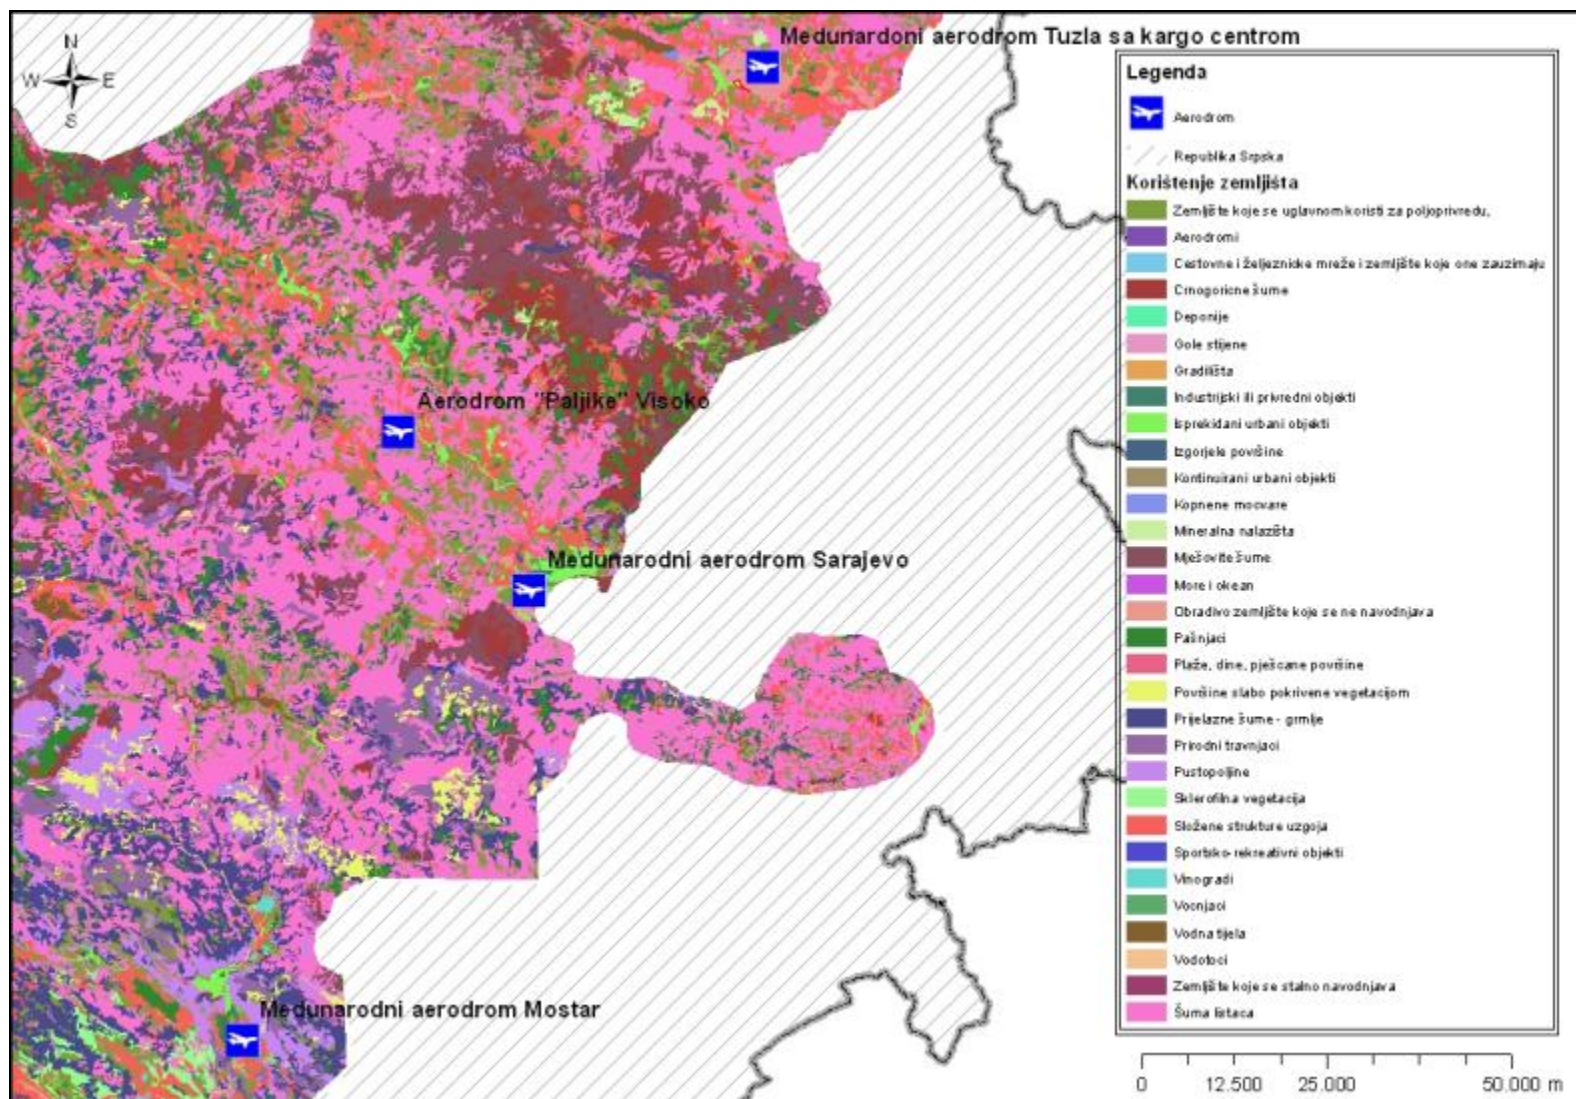 N
W E
S
Međunardoni aerodrom Tuzla sa kargo centrom
Aerodrom "Paljike" Visoko
Međunarodni aerodrom Sarajevo
Međunarodni aerodrom Mostar
Legenda
Aerodrom
Republika Srpska
Korištenje zemljišta
Zemljište koje se uglavnom koristi za poljoprivredu,
Aerodromi
Cestovne i željeznicke mreže i zemljište koje one zauzimaju
Crnogoricne šume
Deponije
Gole stijene
Gradilišta
Industrijski ili privredni objekti
Isprekidani urbani objekti
Izgorjele površine
Kontinuirani urbani objekti
Kopnene mocvare
Mineralna nalazišta
Mješovite šume
More i okean
Obradivo zemljište koje se ne navodnjava
Pašnjaci
Plaže, dine, pješcane površine
Površine slabo pokrivene vegetacijom
Prijelazne šume - grmlje
Prirodni travnjaci
Pustopoljine
Sklerofilna vegetacija
Složene strukture uzgoja
Sportsko-rekreativni objekti
Vinogradi
Vocnjaci
Vodna tijela
Vodotoci
Zemljište koje se stalno navodnjava
Šuma listaca
0 12.500 25.000 50.000 m